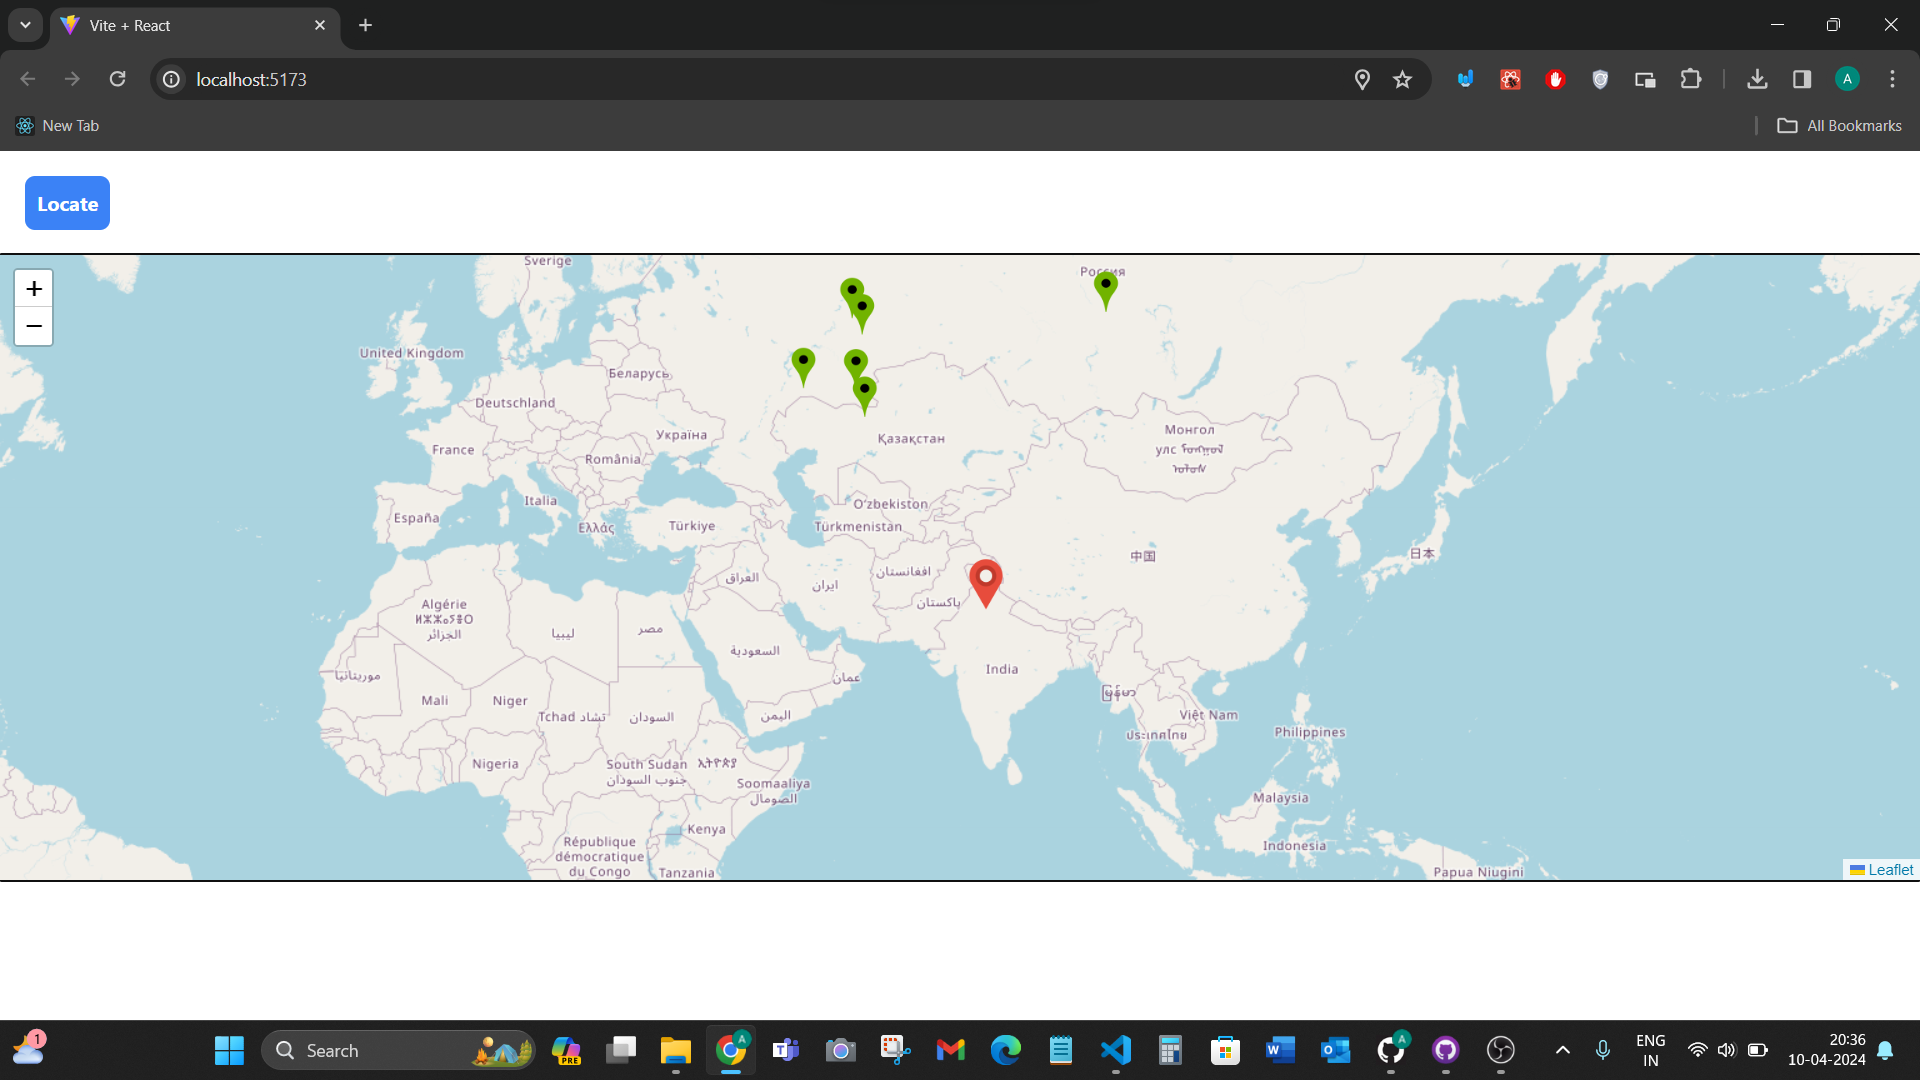 Vite + React
localhost:5173
A
New Tab
All Bookmarks
Locate
+
−
Sverige
Россия
United Kingdom
Беларусь
Deutschland
Монгол
улс
Україна
Қазақстан
France
România
Italia
O'zbekiston
España
Ελλάς
Türkiye
Türkmenistan
日本
中国
افغانستان
العراق
ایران
پاکستان
Algérie
ⵍⵣⵣⴰⵢⴻⵔ
الجزائر
ليبيا
مصر
السعودية
India
موريتانيا
عمان
မြန်မာ
Mali
Niger
Tchad تشاد
السودان
اليمن
Việt Nam
ประเทศไทย
Philippines
Nigeria
South Sudan
جنوب السودان
ኢትዮጵያ
Soomaaliya
الصومال
Malaysia
Kenya
République
démocratique
du Congo
Indonesia
Tanzania
Papua Niugini
Leaflet
1
Search
PRE
A
A
ENG
IN
20:36
10-04-2024